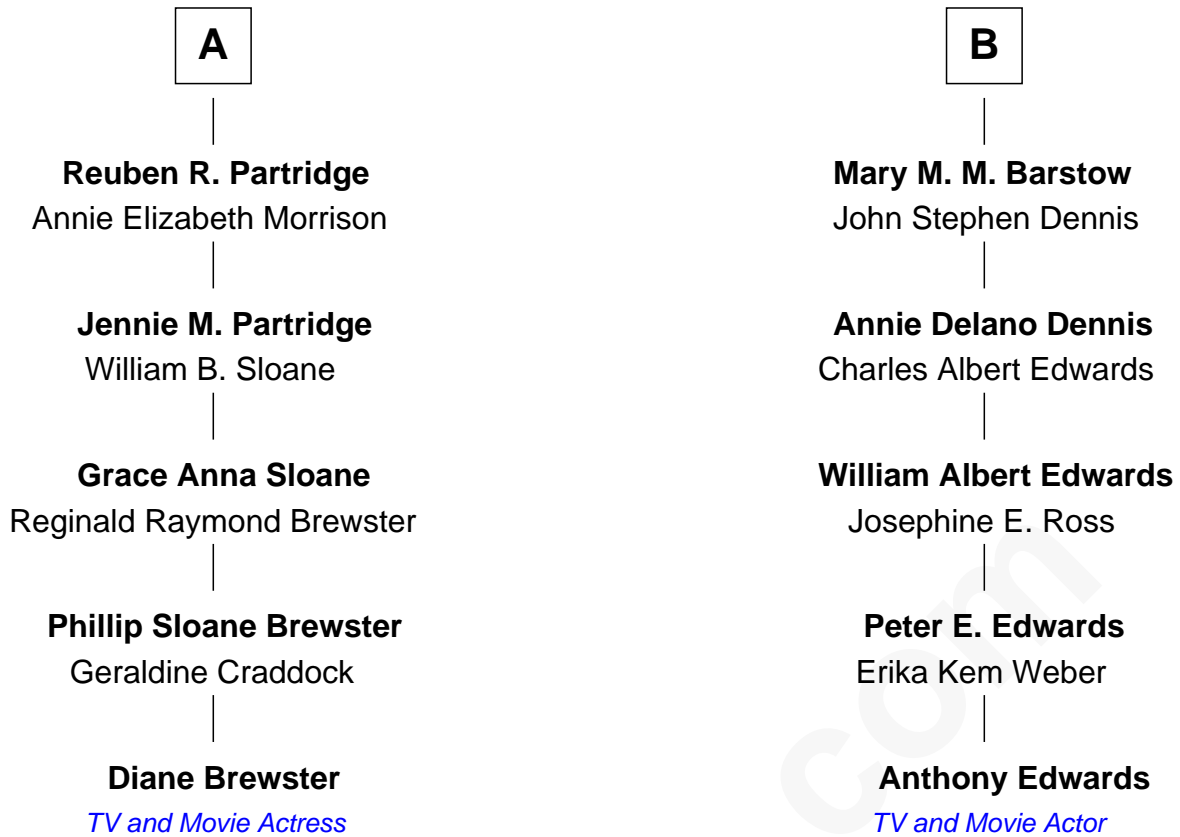 A
Reuben R. Partridge
Annie Elizabeth Morrison
Jennie M. Partridge
William B. Sloane
Grace Anna Sloane
Reginald Raymond Brewster
Phillip Sloane Brewster
Geraldine Craddock
Diane Brewster
TV and Movie Actress
B
Mary M. M. Barstow
John Stephen Dennis
Annie Delano Dennis
Charles Albert Edwards
William Albert Edwards
Josephine E. Ross
Peter E. Edwards
Erika Kem Weber
Anthony Edwards
TV and Movie Actor
com